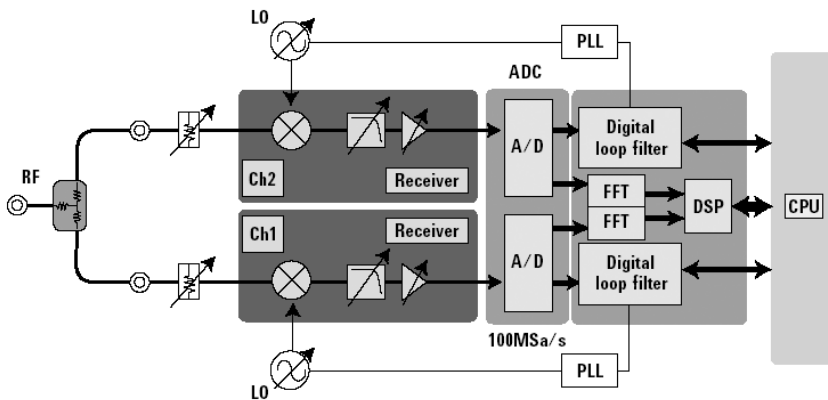 LO
PLL
ADC
RF
Ch2
Receiver
A/D
Digital
loop filter
FFT
FFT
DSP
CPU
Ch1
Receiver
A/D
Digital
loop filter
100MSa/s
LO
PLL